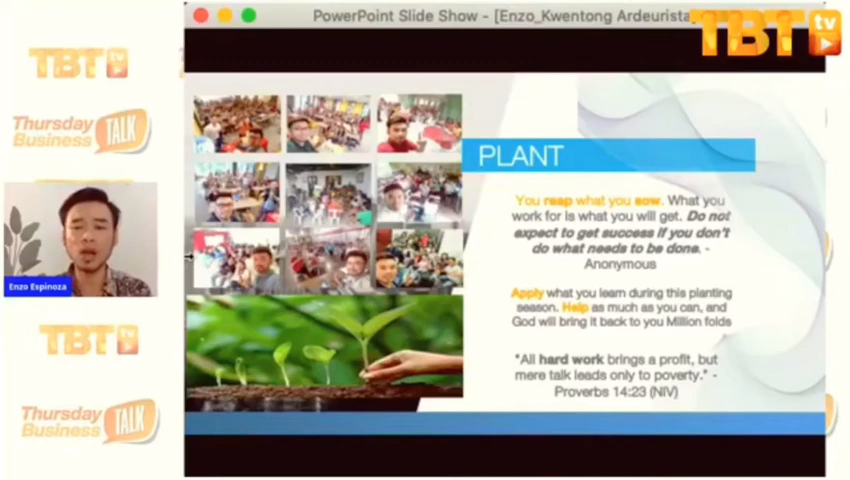 PowerPoint Slide Show - [Enzo_Kwentong Ardeurista
TBT tv
TBT tv
Thursday
Business
TALK
PLANT
You reap what you sow. What you
work for is what you will get. Do not
expect to get success if you don't
do what needs to be done. -
Anonymous
Apply what you learn during this planting
season. Help as much as you can, and
God will bring it back to you Million folds
"All hard work brings a profit, but
mere talk leads only to poverty." -
Proverbs 14:23 (NIV)
Enzo Espinoza
TBT tv
Thursday
Business
TALK